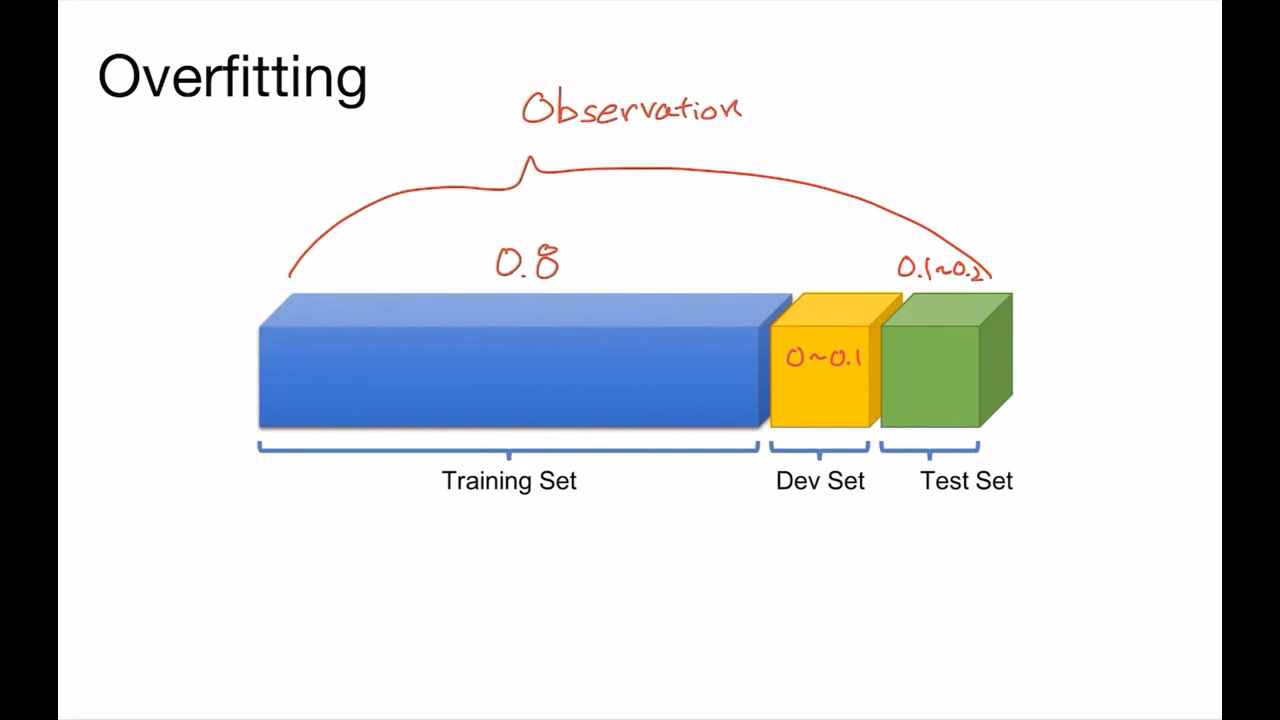 Overfitting
Observation
0.8
0.1~0.2
0~0.1
Training Set
Dev Set
Test Set